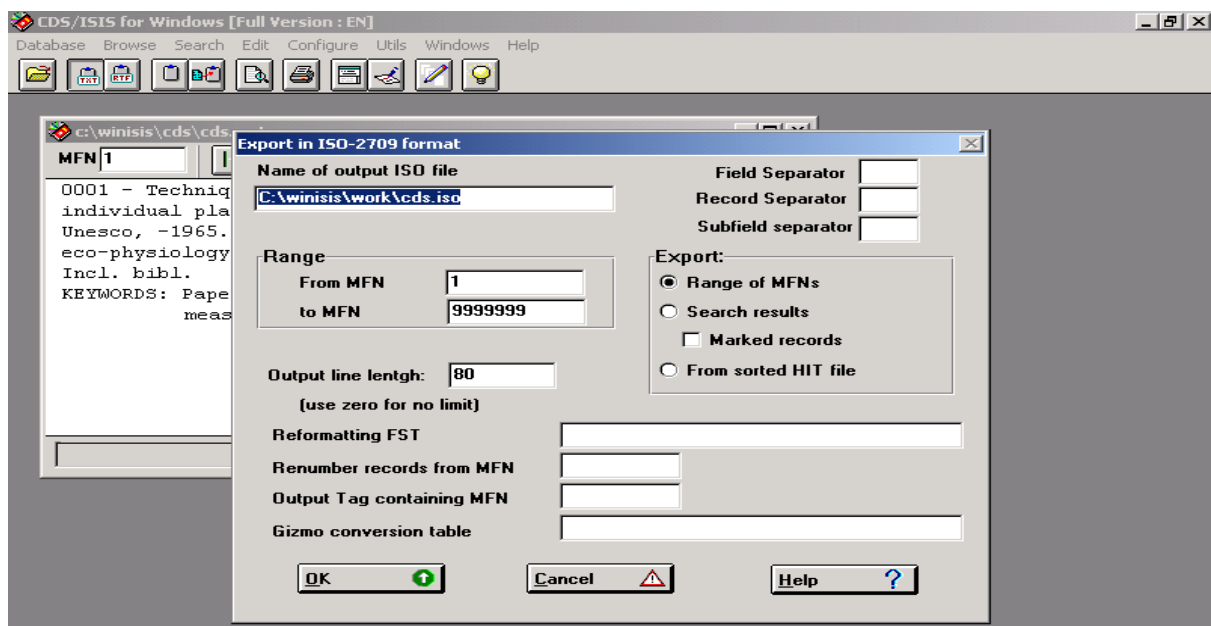 CDS/ISIS for Windows [Full Version : EN]
Database Browse Search Edit Configure Utils Windows Help
TXT RTF
c:\winisis\cds\cds.
MFN 1
0001 - Techniq
individual pla
Unesco, -1965.
eco-physiology
Incl. bibl.
KEYWORDS: Pape
meas
Export in ISO-2709 format
Name of output ISO file
C:\winisis\work\cds.iso
Field Separator
Record Separator
Subfield separator
Range
From MFN 1
to MFN 9999999
Export:
Range of MFNs
Search results
Marked records
From sorted HIT file
Output line lentgh: 80
(use zero for no limit)
Reformatting FST
Renumber records from MFN
Output Tag containing MFN
Gizmo conversion table
OK
Cancel
Help ?